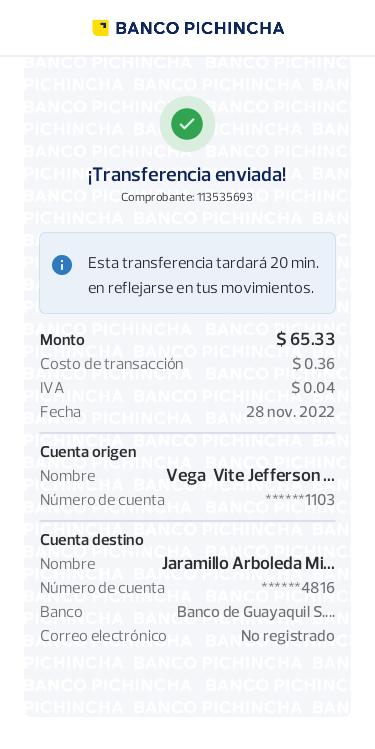 BANCO PICHINCHA
¡Transferencia enviada!
Comprobante: 113535693
Esta transferencia tardará 20 min.
en reflejarse en tus movimientos.
Monto $ 65.33
Costo de transacción $ 0.36
IVA $ 0.04
Fecha 28 nov. 2022
Cuenta origen
Nombre Vega Vite Jefferson ...
Número de cuenta ******1103
Cuenta destino
Nombre Jaramillo Arboleda Mi...
Número de cuenta ******4816
Banco Banco de Guayaquil S....
Correo electrónico No registrado